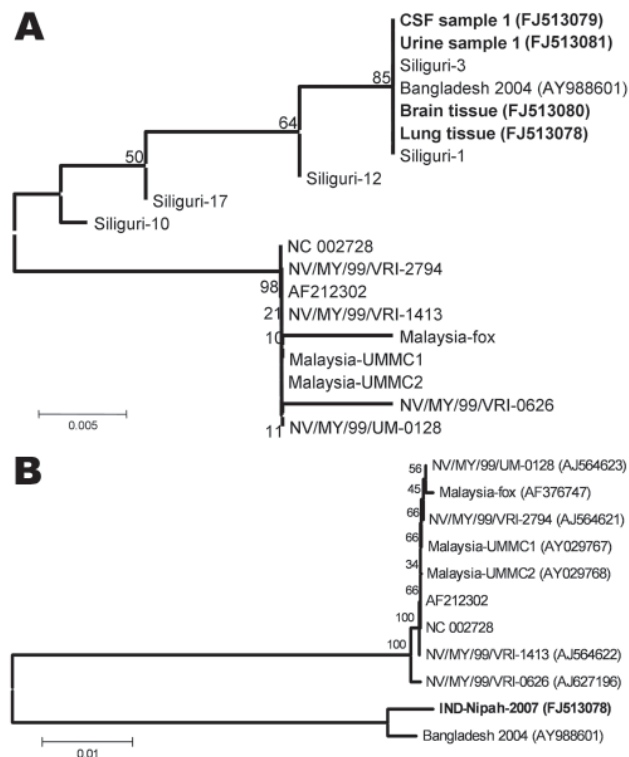 A
CSF sample 1 (FJ513079)
Urine sample 1 (FJ513081)
Siliguri-3
85
Bangladesh 2004 (AY988601)
Brain tissue (FJ513080)
64
Lung tissue (FJ513078)
Siliguri-1
50
Siliguri-12
Siliguri-17
Siliguri-10
NC 002728
NV/MY/99/VRI-2794
98
AF212302
21
NV/MY/99/VRI-1413
10
Malaysia-fox
Malaysia-UMMC1
Malaysia-UMMC2
NV/MY/99/VRI-0626
0.005
11
NV/MY/99/UM-0128
B
56
NV/MY/99/UM-0128 (AJ564623)
45
Malaysia-fox (AF376747)
66
NV/MY/99/VRI-2794 (AJ564621)
66
Malaysia-UMMC1 (AY029767)
34
Malaysia-UMMC2 (AY029768)
66
AF212302
100
NC 002728
100
NV/MY/99/VRI-1413 (AJ564622)
NV/MY/99/VRI-0626 (AJ627196)
IND-Nipah-2007 (FJ513078)
Bangladesh 2004 (AY988601)
0.01